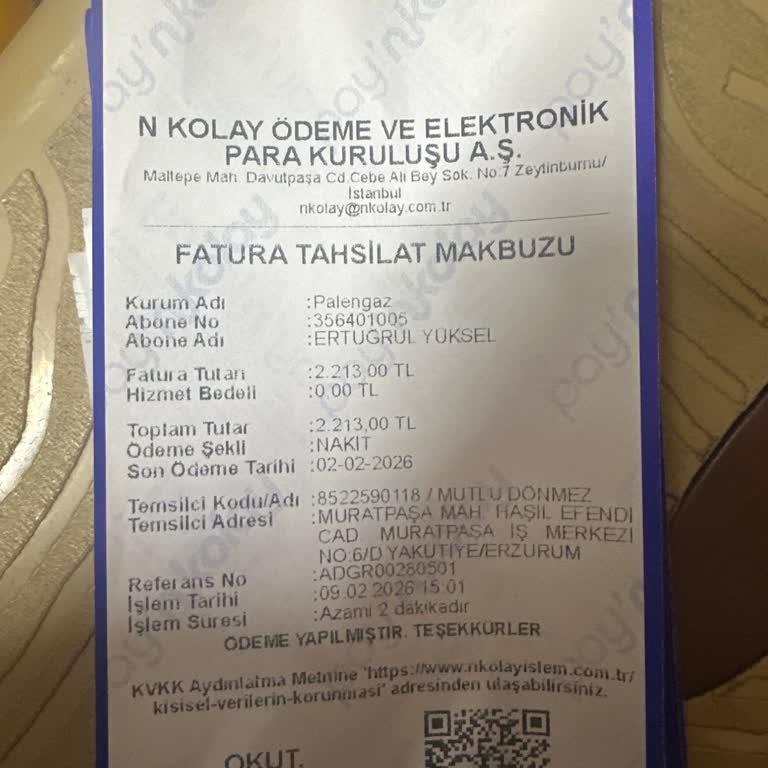 N KOLAY ÖDEME VE ELEKTRONİK
PARA KURULUŞU A.Ş.
Maltepe Mah. Davutpaşa Cd.Cebe Ali Bey Sok. No:7 Zeytinburnu/
İstanbul
nkolay@nkolay.com.tr
FATURA TAHSİLAT MAKBUZU
Kurum Adı :Palengaz
Abone No :356401005
Abone Adı :ERTUĞRUL YÜKSEL
Fatura Tutarı :2.213,00 TL
Hizmet Bedeli :0,00 TL
Toplam Tutar :2.213,00 TL
Ödeme Şekli :NAKİT
Son Ödeme Tarihi :02-02-2026
Temsilci Kodu/Adı :8522590118 / MUTLU DÖNMEZ
Temsilci Adresi :MURATPAŞA MAH. HAŞIL EFENDI
CAD. MURATPAŞA İŞ MERKEZİ
NO:6/D YAKUTİYE/ERZURUM
Referans No :ADGR00280501
İşlem Tarihi :09.02.2026 15:01
İşlem Süresi :Azami 2 dakikadır
ÖDEME YAPILMIŞTIR. TEŞEKKÜRLER
KVKK Aydınlatma Metnine 'https://www.nkolayislem.com.tr/
kisisel-verilerin-korunmasi' adresinden ulaşabilirsiniz.
OKUT,